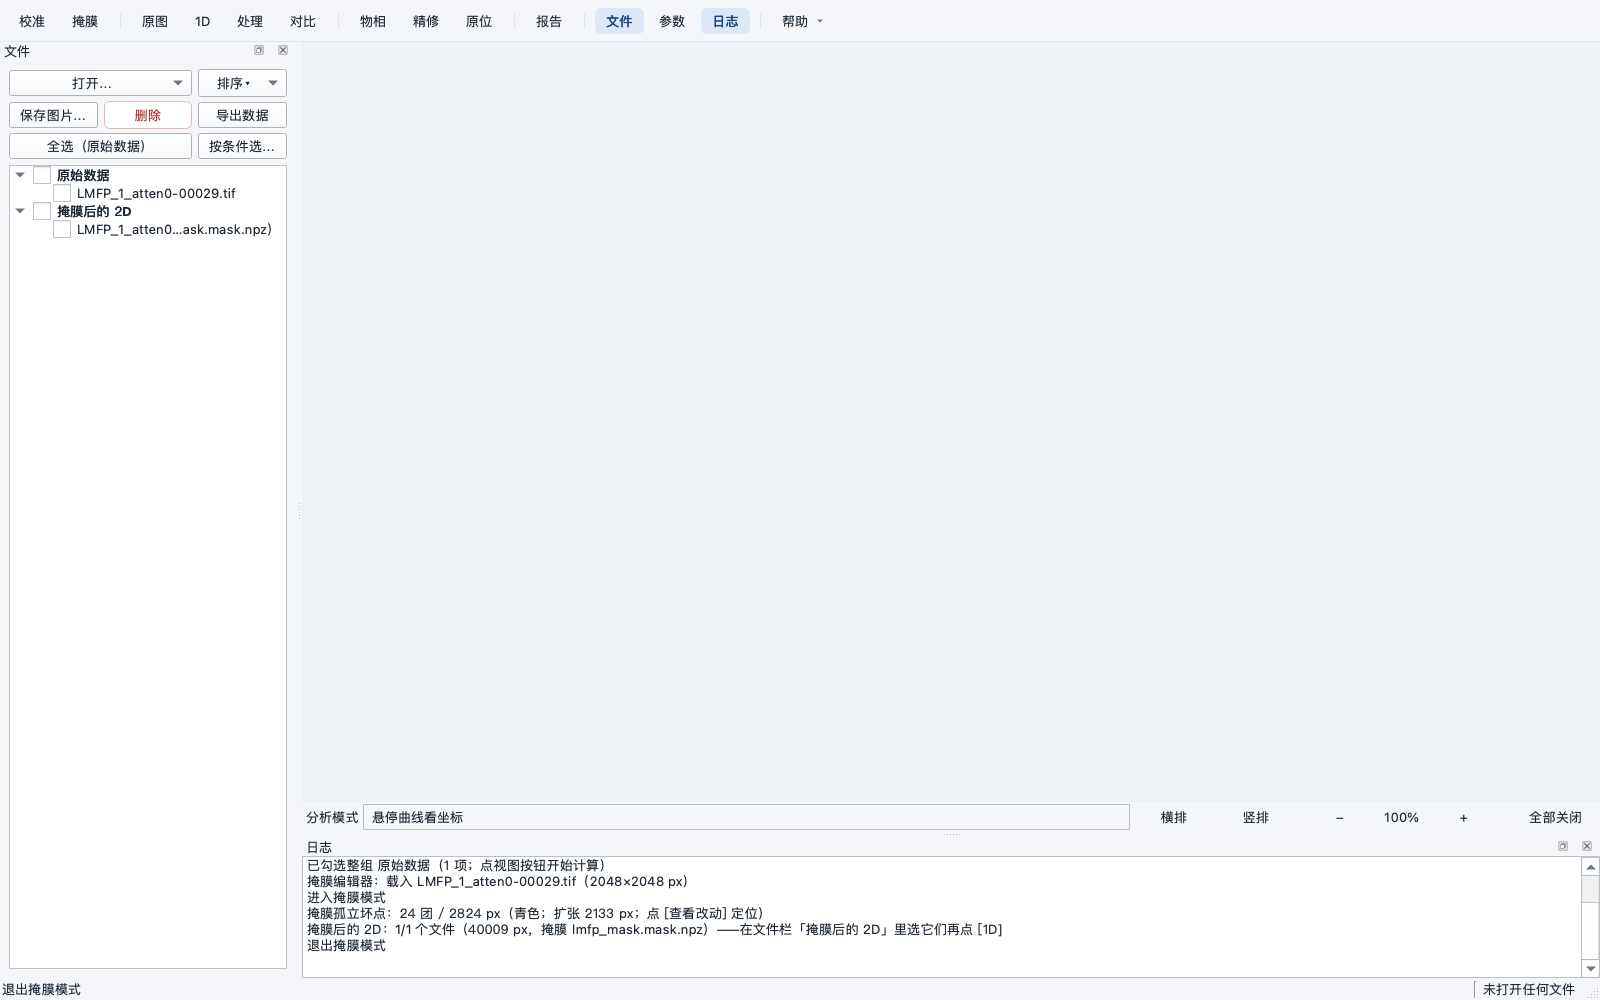 校准 掩膜 原图 1D 处理 对比 物相 精修 原位 报告 文件 参数 日志 帮助
文件
打开... 排序
保存图片... 删除 导出数据
全选（原始数据） 按条件选...
原始数据
LMFP_1_atten0-00029.tif
掩膜后的 2D
LMFP_1_atten0...ask.mask.npz)
分析模式 悬停曲线看坐标 横排 竖排 − 100% + 全部关闭
日志
已勾选整组 原始数据（1 项；点视图按钮开始计算）
掩膜编辑器：载入 LMFP_1_atten0-00029.tif（2048×2048 px）
进入掩膜模式
掩膜孤立坏点：24 团 / 2824 px（青色；扩张 2133 px；点 [查看改动] 定位）
掩膜后的 2D：1/1 个文件（40009 px，掩膜 lmfp_mask.mask.npz）——在文件栏「掩膜后的 2D」里选它们再点 [1D]
退出掩膜模式
退出掩膜模式 未打开任何文件